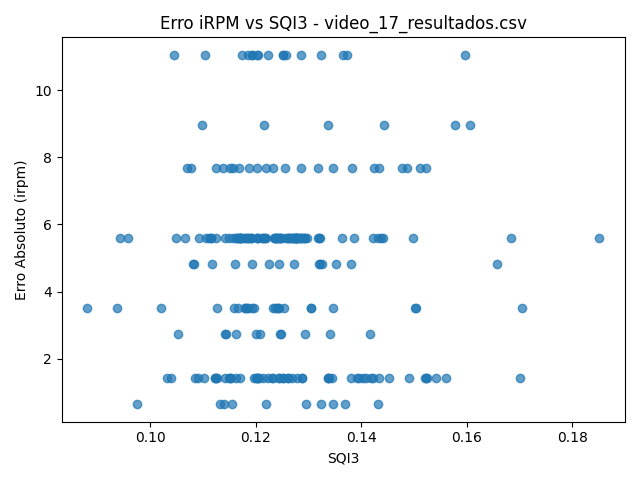 Erro iRPM vs SQI3 - video_17_resultados.csv
Erro Absoluto (irpm)
10
8
6
4
2
0.10 0.12 0.14 0.16 0.18
SQI3